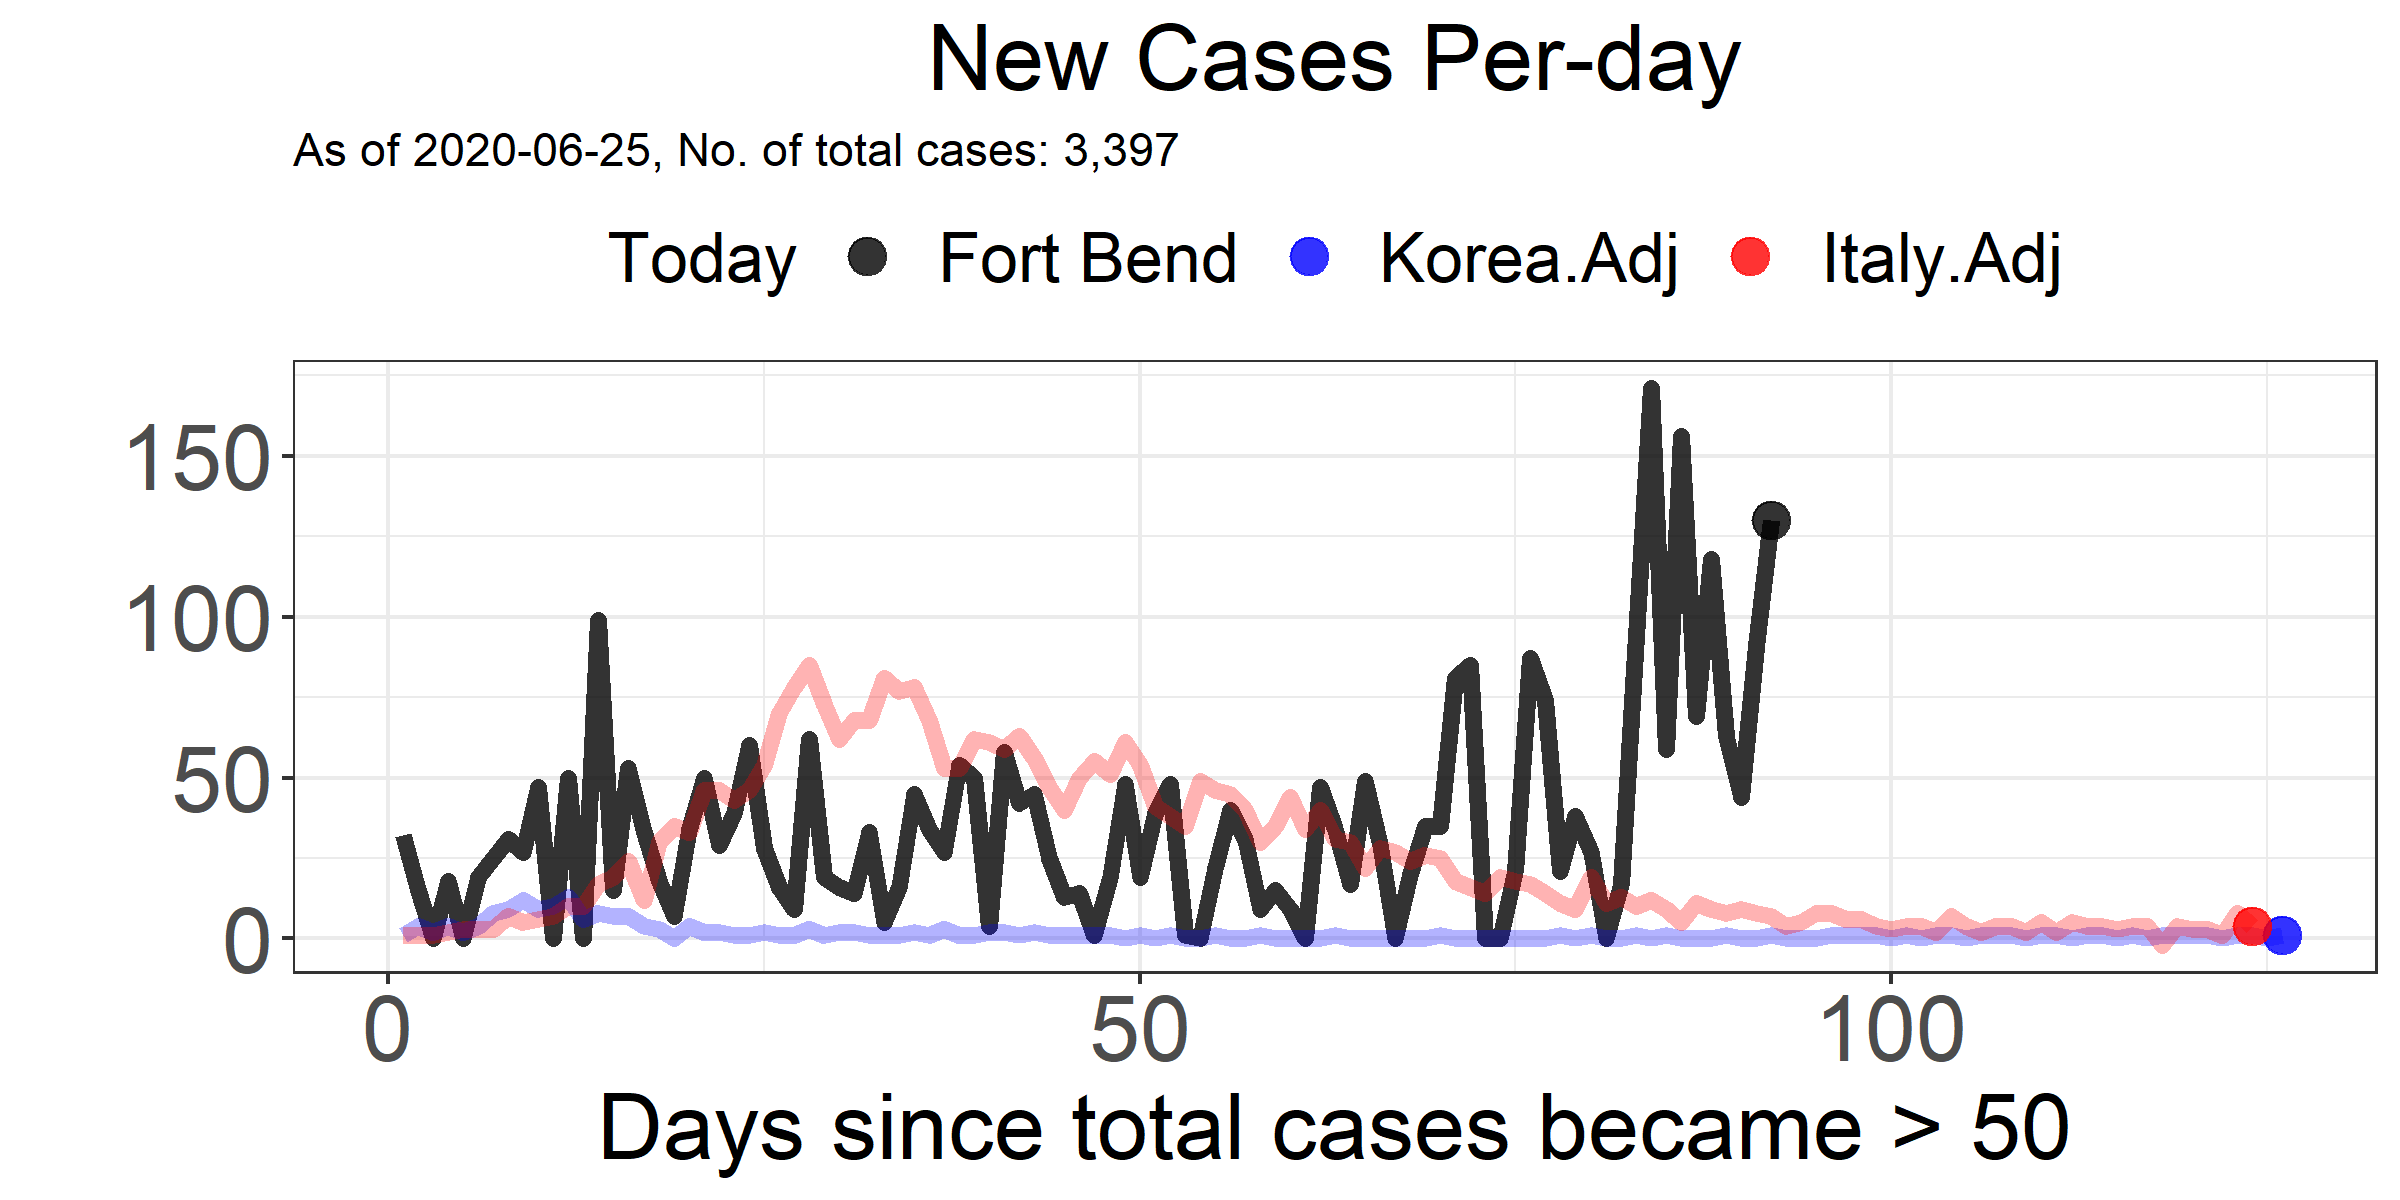 New Cases Per-day
As of 2020-06-25, No. of total cases: 3,397
Today Fort Bend Korea.Adj Italy.Adj
150
100
50
0
0 50 100
Days since total cases became > 50